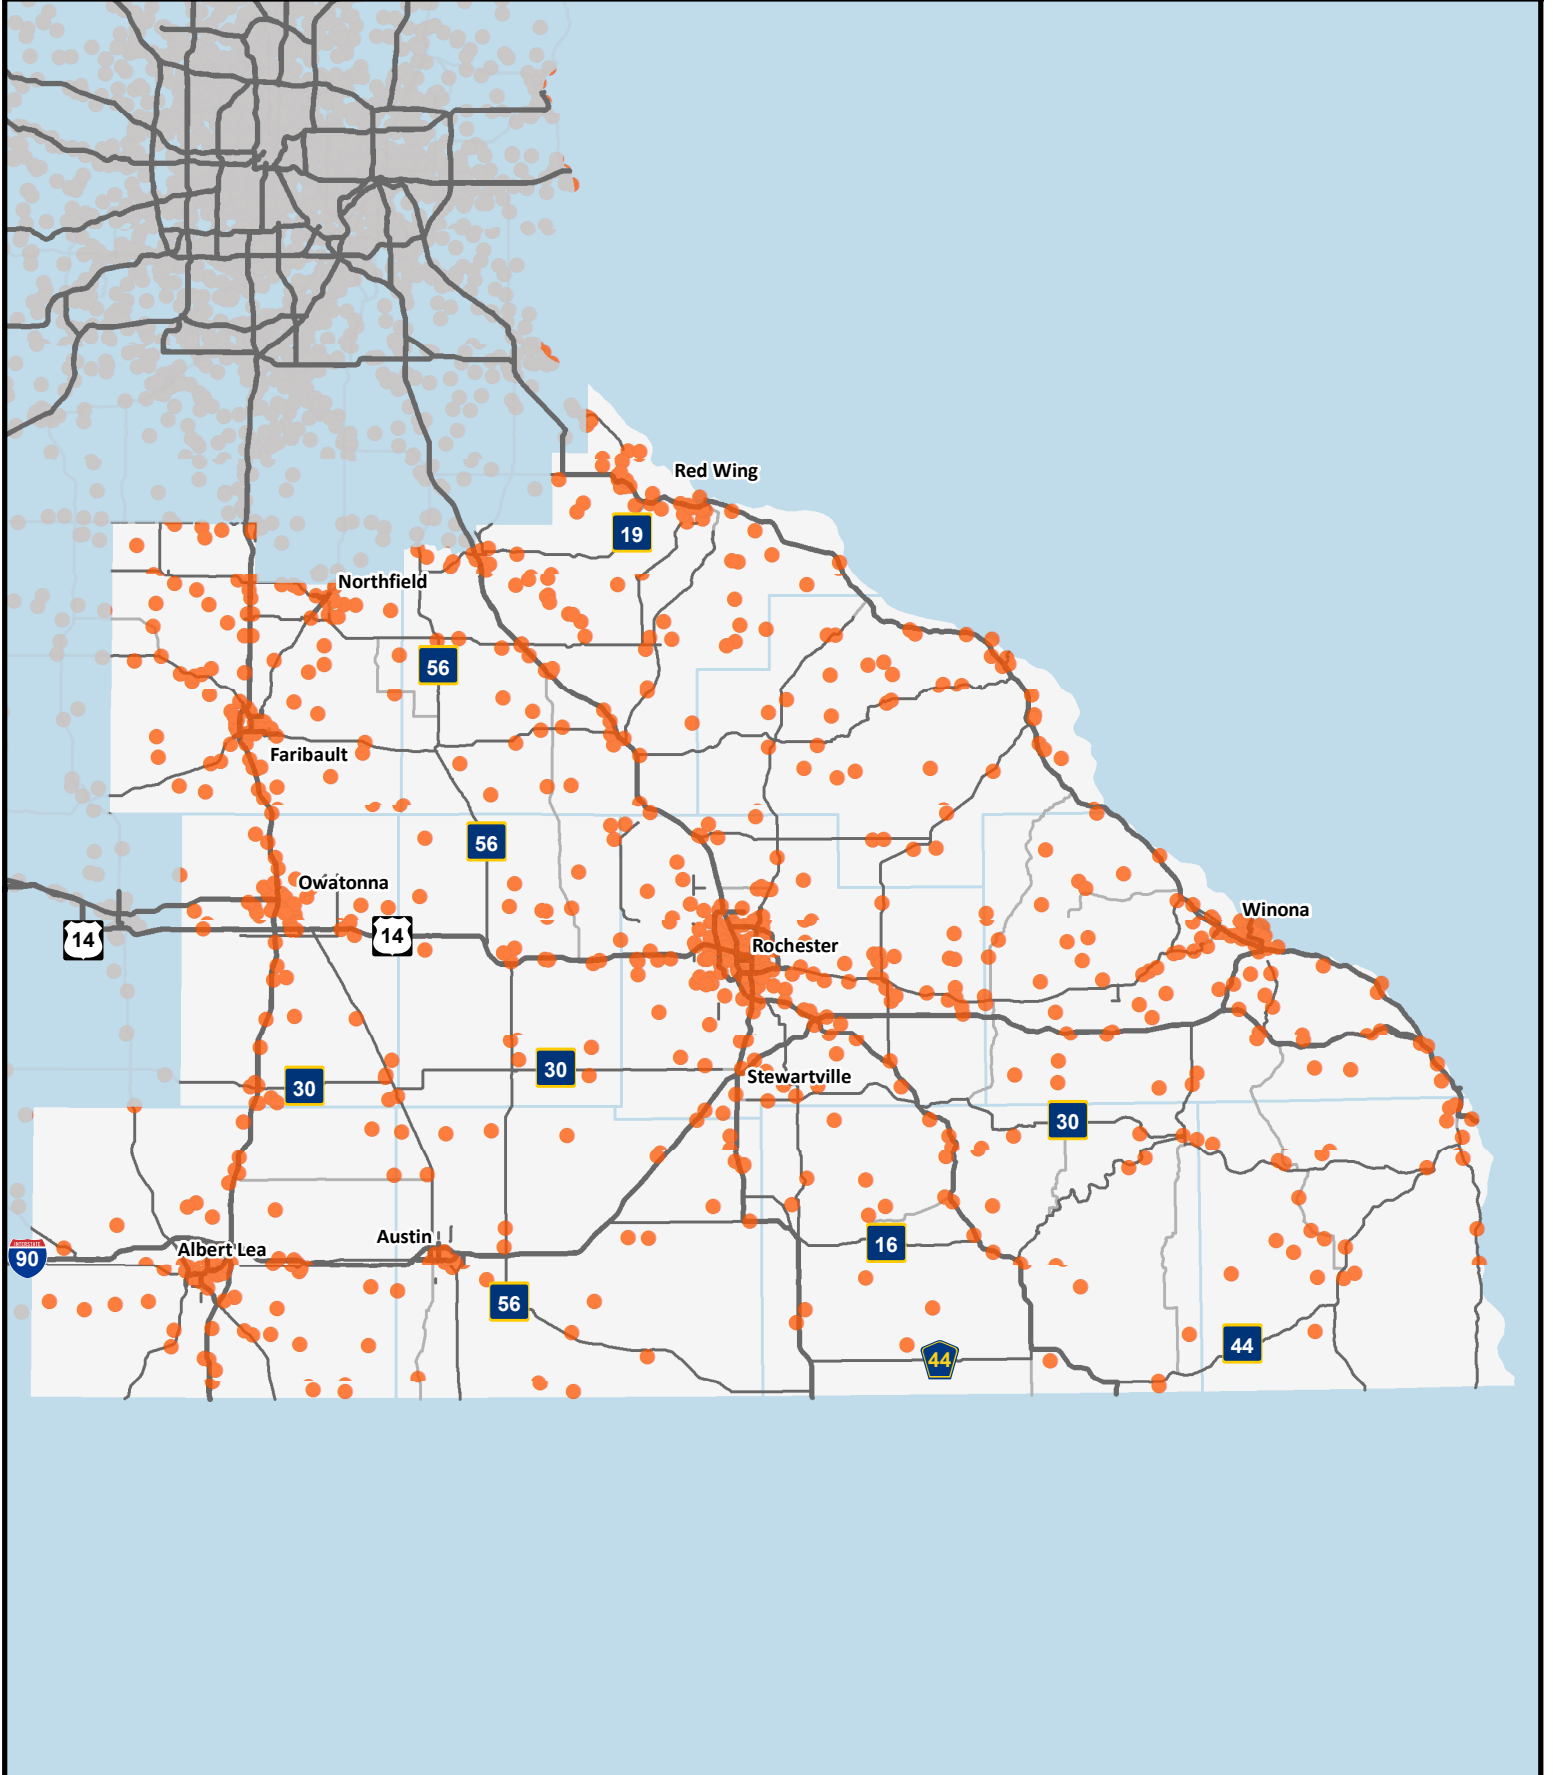 Red Wing
19
Northfield
56
Faribault
56
Owatonna
14
14
Winona
Rochester
30
30
Stewartville
30
Austin
16
Albert Lea
INTERSTATE
90
56
44
44